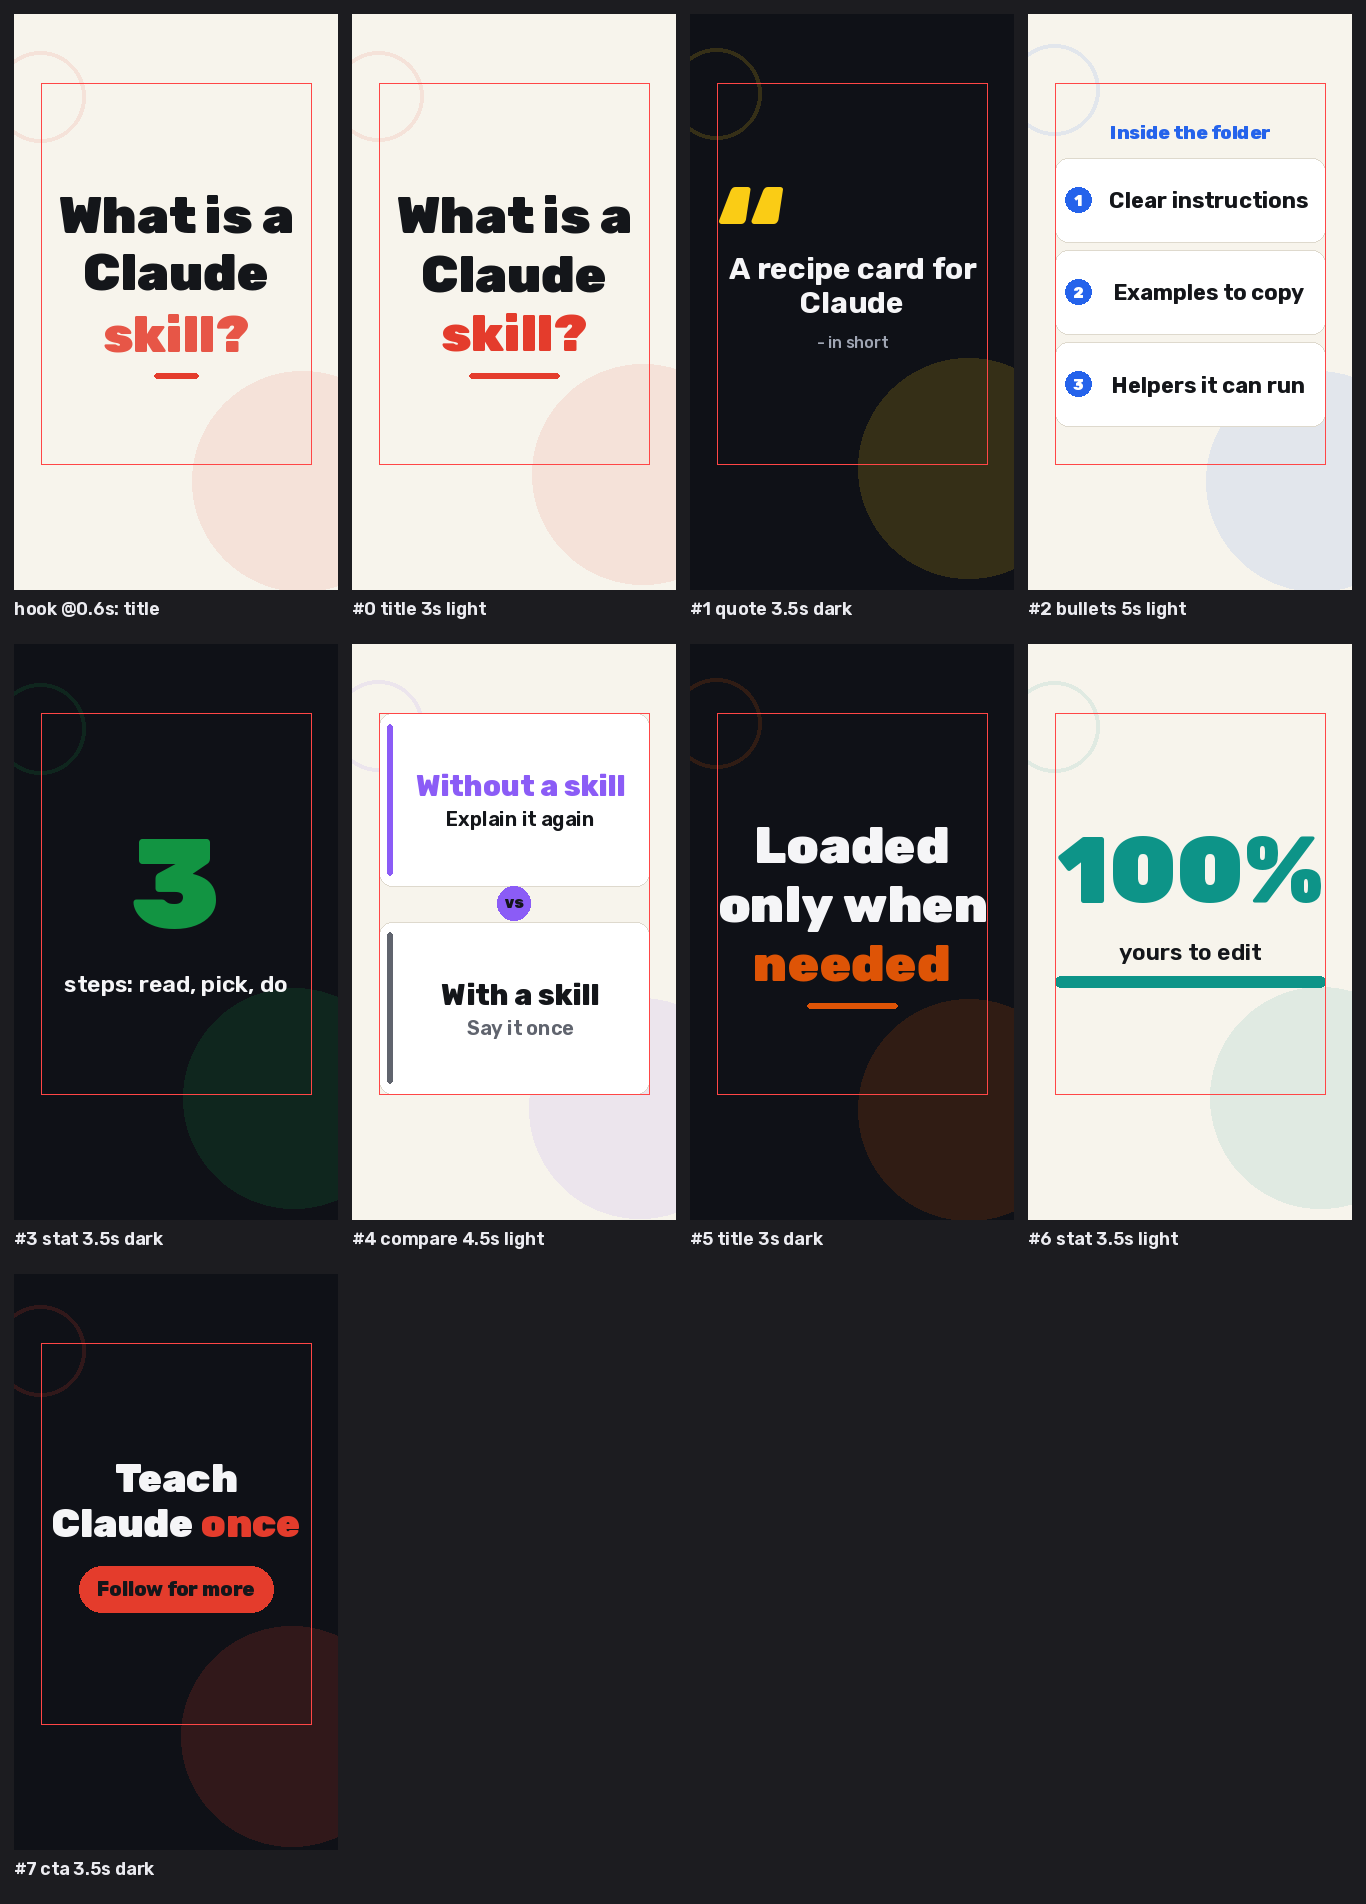 What is a
Claude
skill?
hook @0.6s: title
What is a
Claude
skill?
#0 title 3s light
“
A recipe card for
Claude
- in short
#1 quote 3.5s dark
Inside the folder
1 Clear instructions
2 Examples to copy
3 Helpers it can run
#2 bullets 5s light
3
steps: read, pick, do
#3 stat 3.5s dark
Without a skill
Explain it again
vs
With a skill
Say it once
#4 compare 4.5s light
Loaded
only when
needed
#5 title 3s dark
100%
yours to edit
#6 stat 3.5s light
Teach
Claude once
Follow for more
#7 cta 3.5s dark